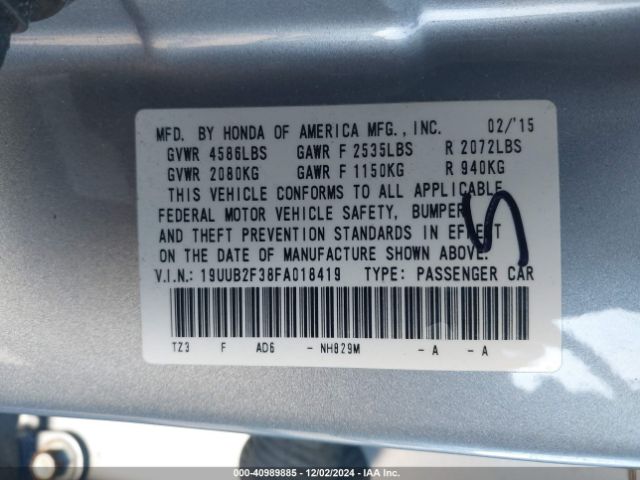 MFD. BY HONDA OF AMERICA MFG., INC. 02/'15
GVWR 4586LBS GAWR F 2535LBS R 2072LBS
GVWR 2080KG GAWR F 1150KG R 940KG
THIS VEHICLE CONFORMS TO ALL APPLICABLE
FEDERAL MOTOR VEHICLE SAFETY, BUMPER,
AND THEFT PREVENTION STANDARDS IN EFFECT
ON THE DATE OF MANUFACTURE SHOWN ABOVE.
V.I.N.: 19UUB2F38FA018419 TYPE: PASSENGER CAR
TZ3 F AD6 - NH829M - A - A
000-40989885 - 12/02/2024 - IAA Inc.